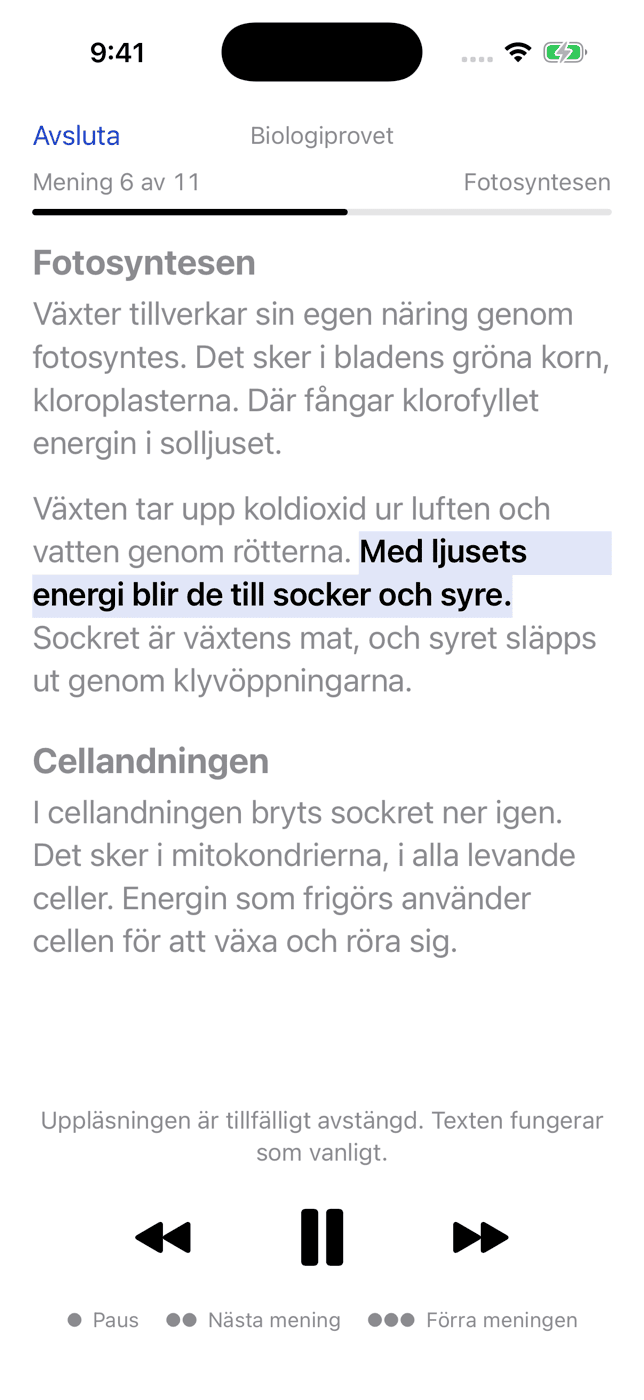 9:41
Avsluta
Biologiprovet
Mening 6 av 11
Fotosyntesen
Fotosyntesen
Växter tillverkar sin egen näring genom
fotosyntes. Det sker i bladens gröna korn,
kloroplasterna. Där fångar klorofyllet
energin i solljuset.
Växten tar upp koldioxid ur luften och
vatten genom rötterna. Med ljusets
energi blir de till socker och syre.
Sockret är växtens mat, och syret släpps
ut genom klyvöppningarna.
Cellandningen
I cellandningen bryts sockret ner igen.
Det sker i mitokondrierna, i alla levande
celler. Energin som frigörs använder
cellen för att växa och röra sig.
Uppläsningen är tillfälligt avstängd. Texten fungerar
som vanligt.
Paus
Nästa mening
Förra meningen